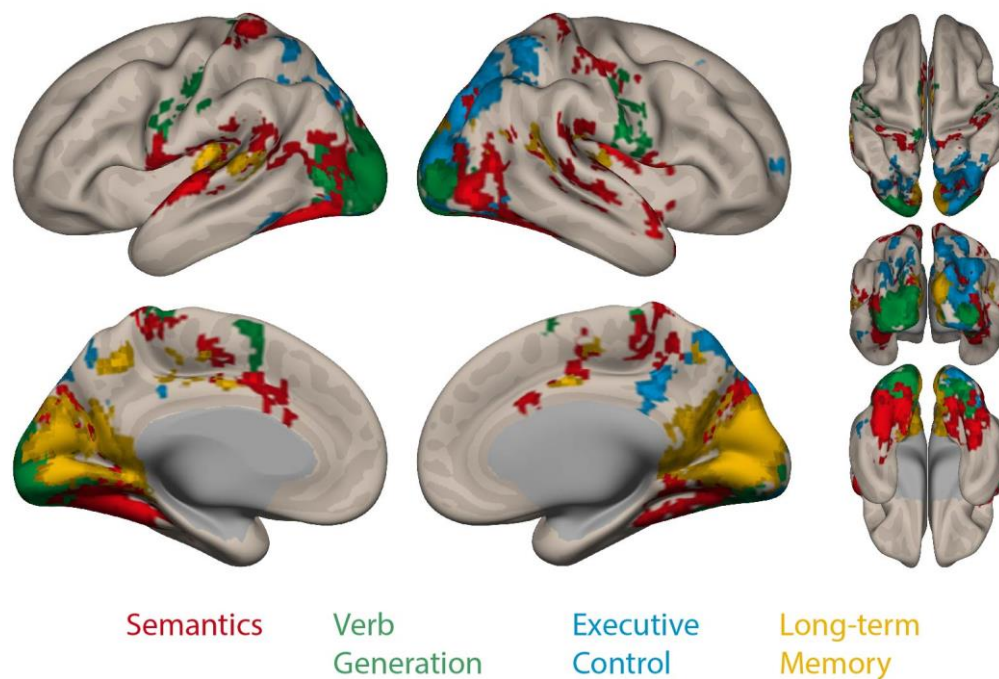 Semantics
Verb
Generation
Executive
Control
Long-term
Memory